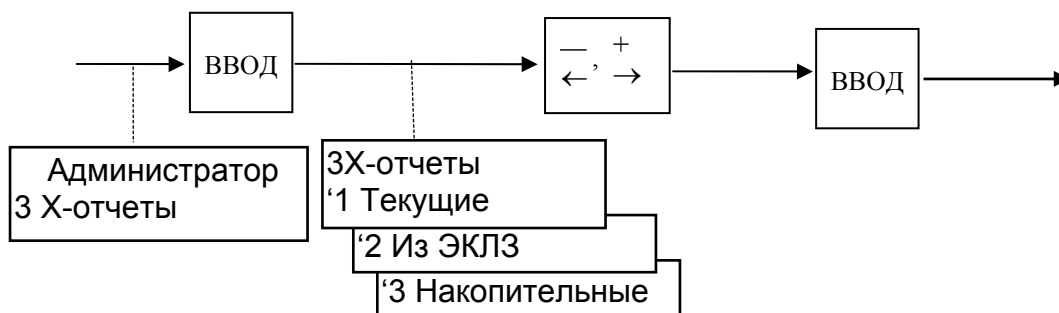 ВВОД
— +
← , →
ВВОД
Администратор
3 Х-отчеты
3Х-отчеты
‘1 Текущие
‘2 Из ЭКЛЗ
‘3 Накопительные